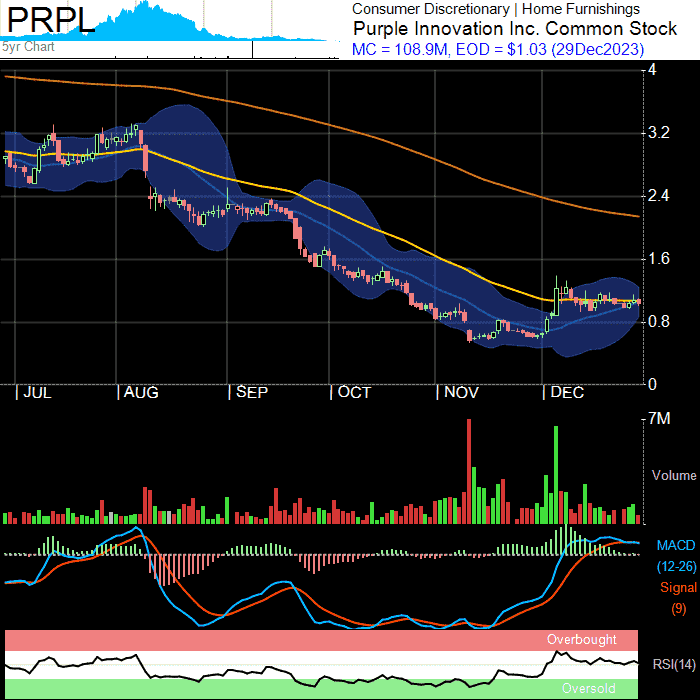 PRPL
5yr Chart
Consumer Discretionary | Home Furnishings
Purple Innovation Inc. Common Stock
MC = 108.9M, EOD = $1.03 (29Dec2023)
4
3.2
2.4
1.6
0.8
0
JUL AUG SEP OCT NOV DEC
7M
Volume
MACD
(12-26)
Signal
(9)
Overbought
RSI(14)
Oversold